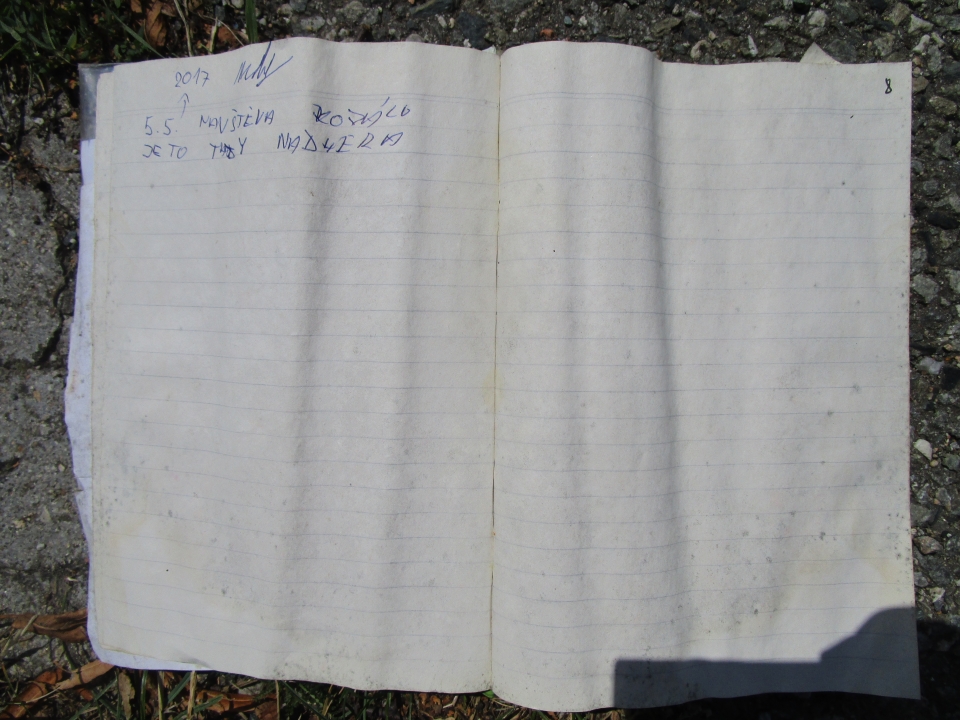 2017
5.5. NAVŠTEVA
JE TO TADY NADHERA
8